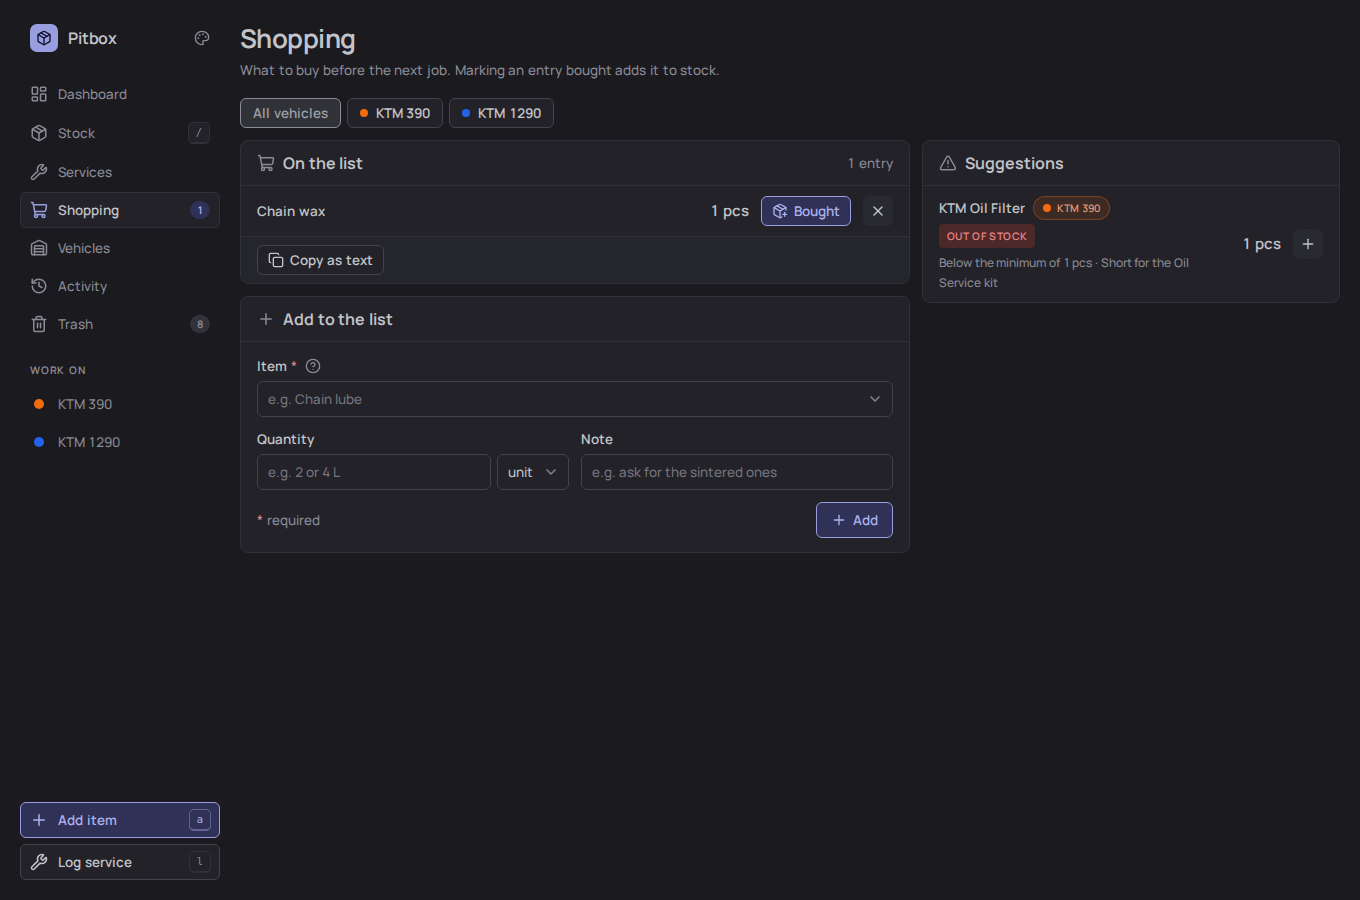 Pitbox
Dashboard
Stock /
Services
Shopping 1
Vehicles
Activity
Trash 8
WORK ON
KTM 390
KTM 1290
Add item a
Log service l
Shopping
What to buy before the next job. Marking an entry bought adds it to stock.
All vehicles KTM 390 KTM 1290
On the list 1 entry
Chain wax 1 pcs Bought
Copy as text
Add to the list
Item *
e.g. Chain lube
Quantity Note
e.g. 2 or 4 L unit e.g. ask for the sintered ones
* required Add
Suggestions
KTM Oil Filter KTM 390
OUT OF STOCK
1 pcs
Below the minimum of 1 pcs · Short for the Oil
Service kit